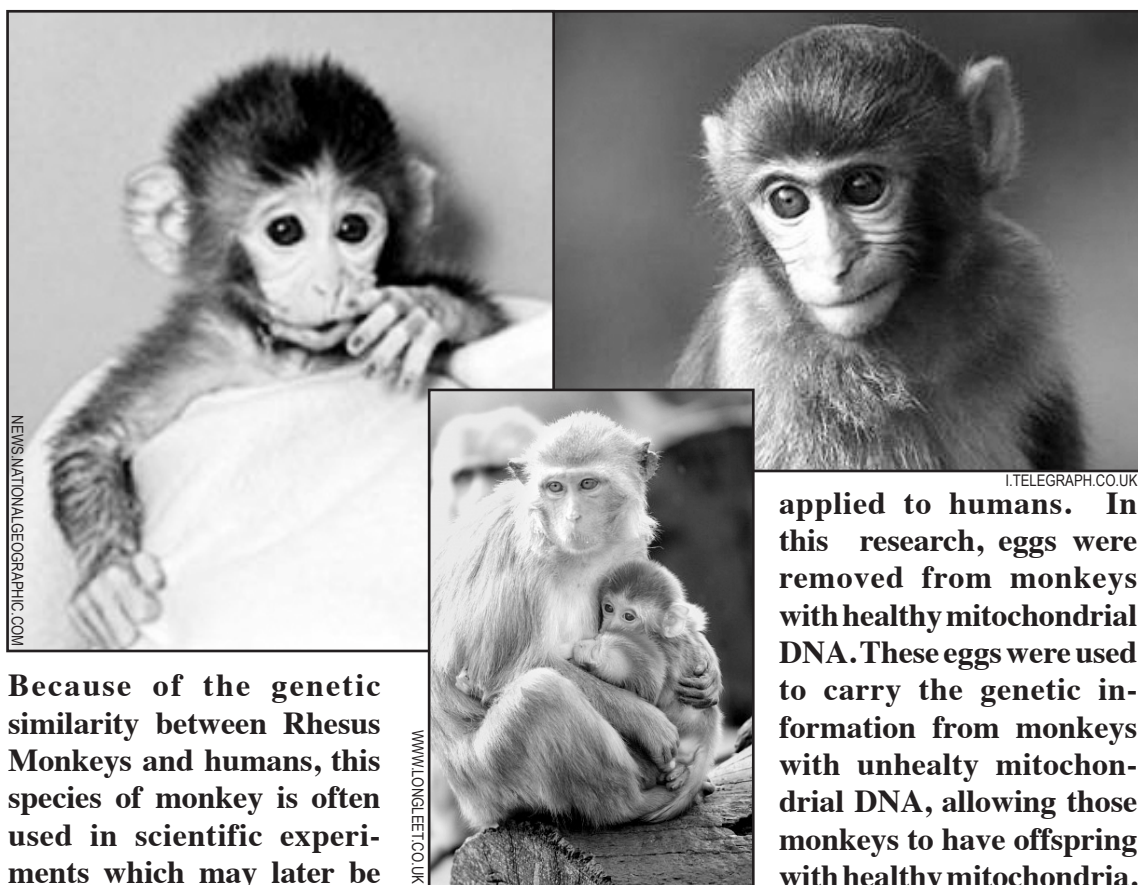 NEWS.NATIONALGEOGRAPHIC.COM
I.TELEGRAPH.CO.UK
WWW.LONGLEET.CO.UK
Because of the genetic
similarity between Rhesus
Monkeys and humans, this
species of monkey is often
used in scientific experi-
ments which may later be
applied to humans. In
this research, eggs were
removed from monkeys
with healthy mitochondrial
DNA. These eggs were used
to carry the genetic in-
formation from monkeys
with unhealty mitochon-
drial DNA, allowing those
monkeys to have offspring
with healthy mitochondria.